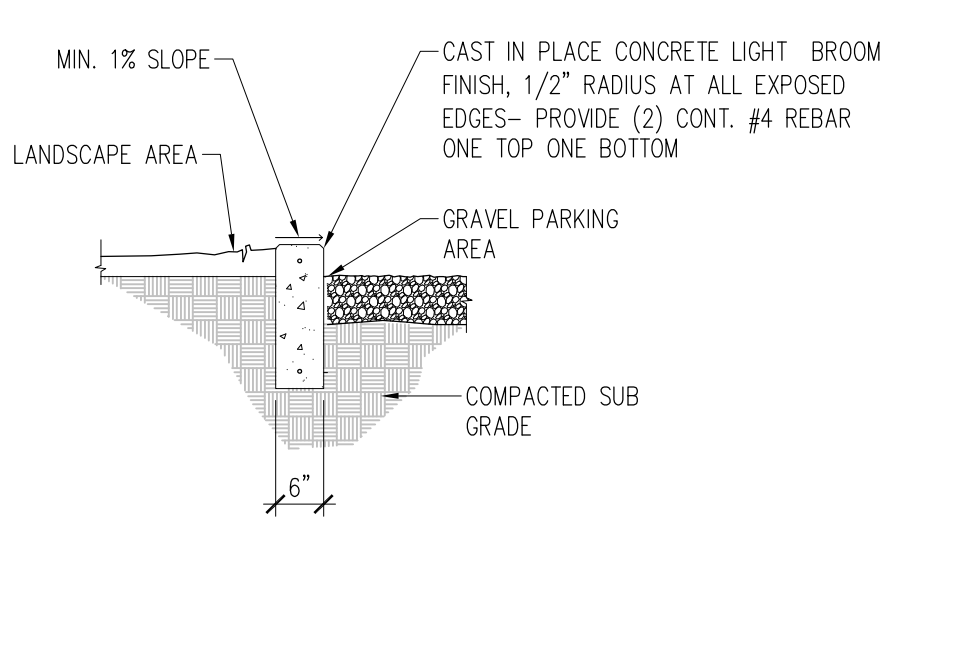 MIN. 1% SLOPE
CAST IN PLACE CONCRETE LIGHT BROOM
FINISH, 1/2" RADIUS AT ALL EXPOSED
EDGES- PROVIDE (2) CONT. #4 REBAR
ONE TOP ONE BOTTOM
LANDSCAPE AREA
GRAVEL PARKING
AREA
COMPACTED SUB
GRADE
6"